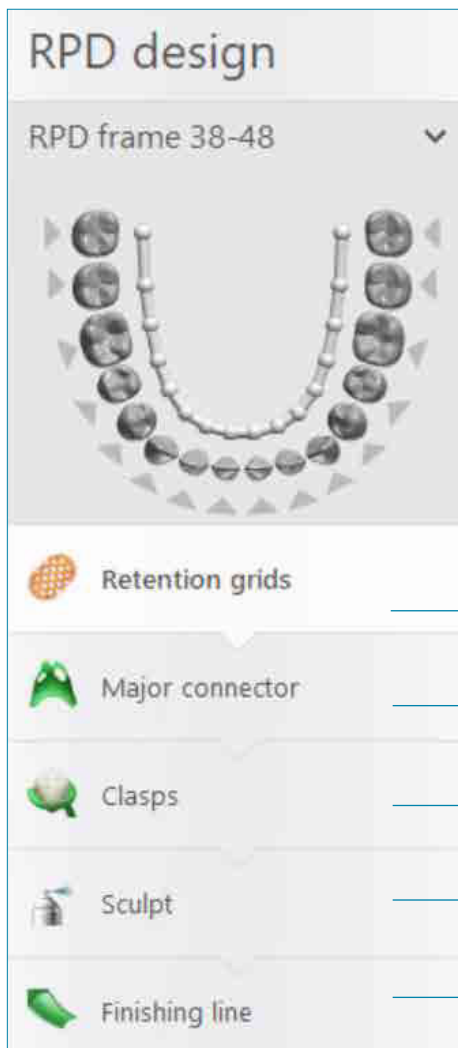 RPD design
RPD frame 38-48
Retention grids
Major connector
Clasps
Sculpt
Finishing line